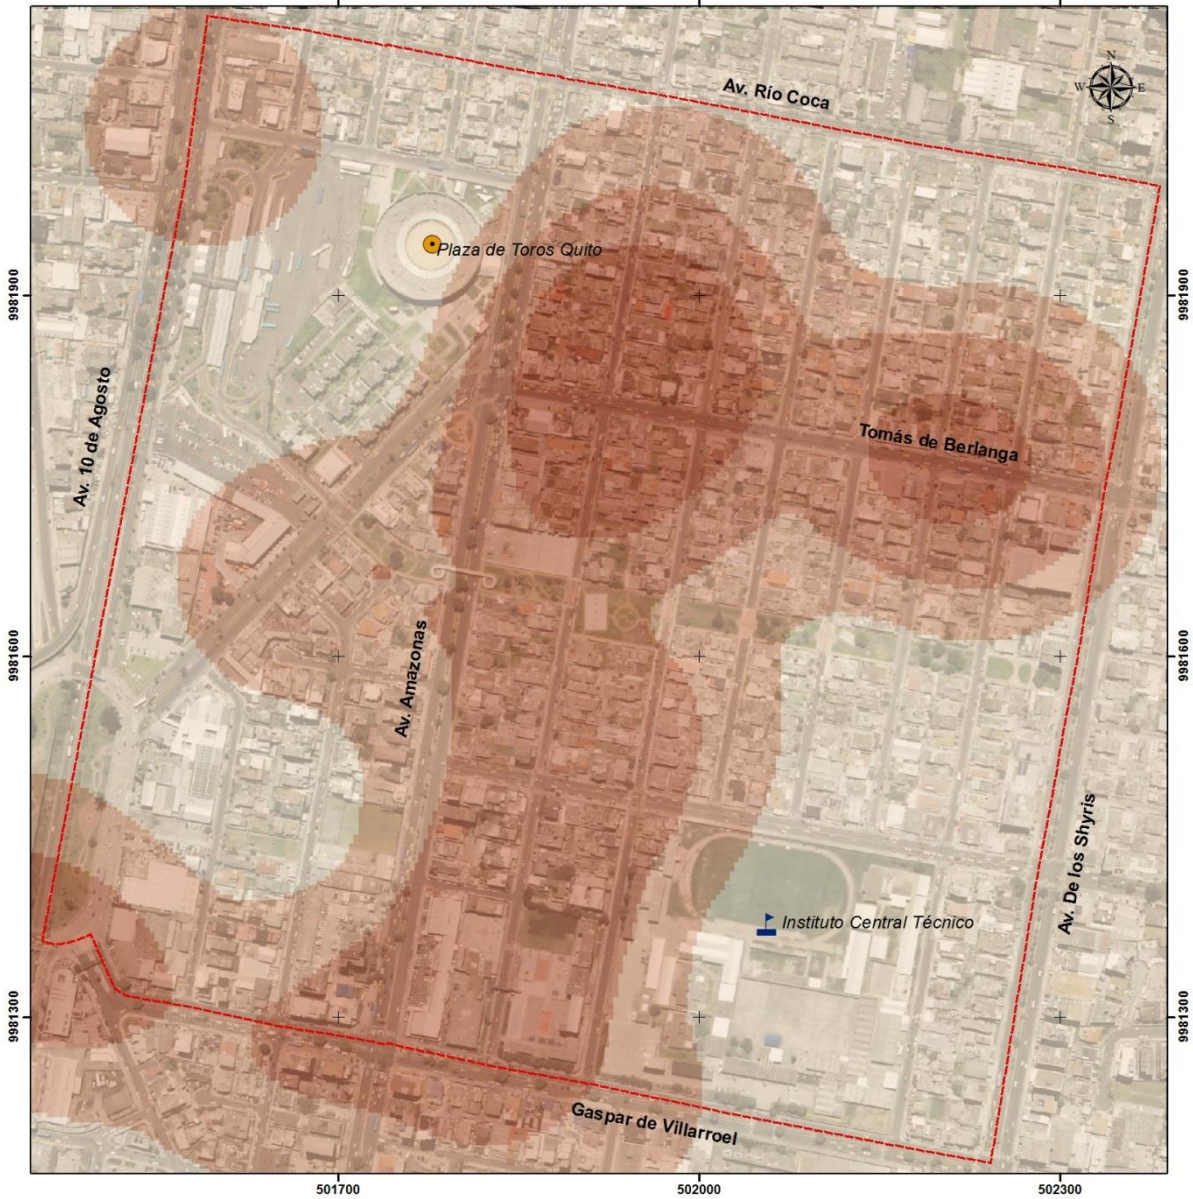 N
W E
S
Av. Río Coca
Plaza de Toros Quito
9981900
9981900
Av. 10 de Agosto
Tomás de Berlanga
9981600
9981600
Av. Amazonas
Av. De los Shyris
Instituto Central Técnico
9981300
9981300
Gaspar de Villarroel
501700
502000
502300